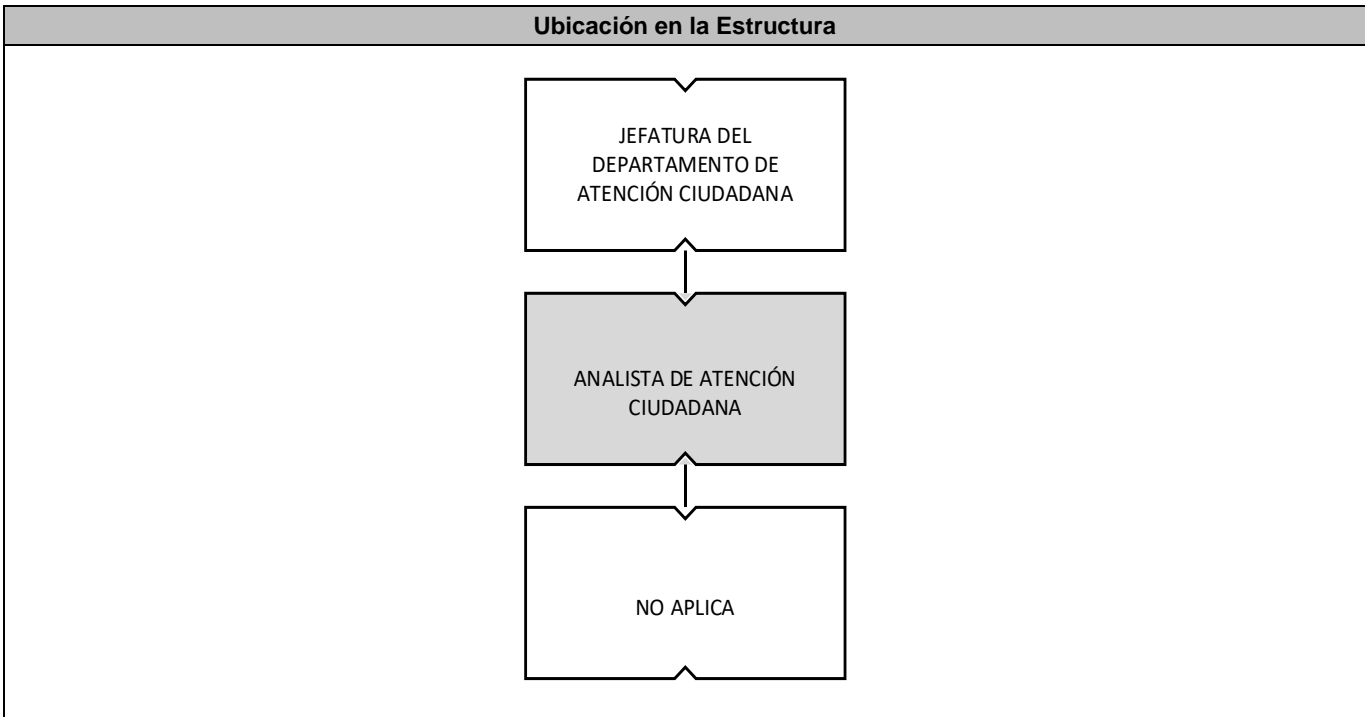 Ubicación en la Estructura
JEFATURA DEL
DEPARTAMENTO DE
ATENCIÓN CIUDADANA
ANALISTA DE ATENCIÓN
CIUDADANA
NO APLICA